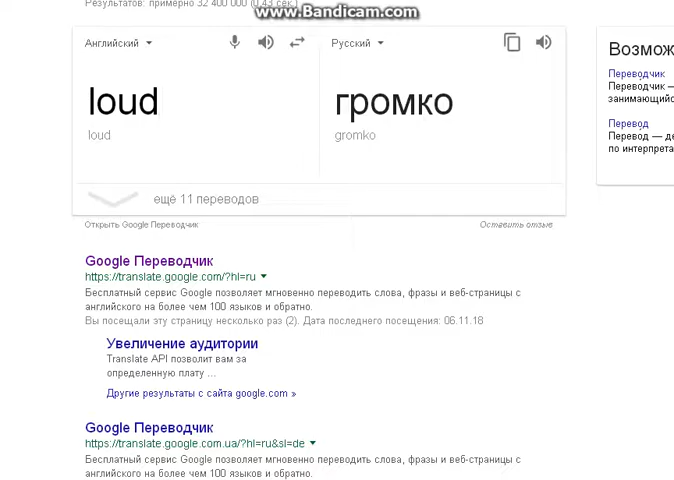 Результатов: примерно 32 400 000 (0,43 сек.)
www.Bandicam.com
Английский
Русский
loud
loud
громко
gromko
ещё 11 переводов
Открыть Google Переводчик
Оставить отзыв
Возмож
Переводчик
Переводчик —
занимающийс
Перевод
Перевод — де
по интерпрета
Google Переводчик
https://translate.google.com/?hl=ru
Бесплатный сервис Google позволяет мгновенно переводить слова, фразы и веб-страницы с
английского на более чем 100 языков и обратно.
Вы посещали эту страницу несколько раз (2). Дата последнего посещения: 06.11.18
Увеличение аудитории
Translate API позволит вам за
определенную плату ...
Другие результаты с сайта google.com »
Google Переводчик
https://translate.google.com.ua/?hl=ru&sl=de
Бесплатный сервис Google позволяет мгновенно переводить слова, фразы и веб-страницы с
английского на более чем 100 языков и обратно.